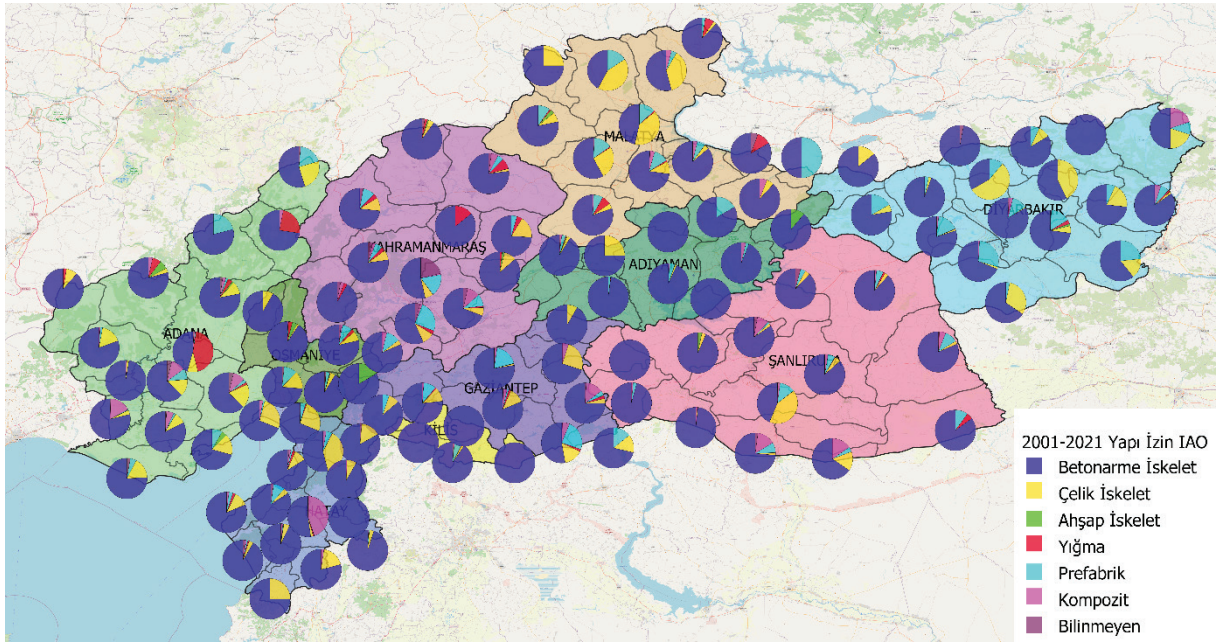 MALATYA
DİYARBAKIR
KAHRAMANMARAŞ
ADIYAMAN
ADANA
OSMANİYE
ŞANLIURFA
GAZİANTEP
KİLİS
HATAY
2001-2021 Yapı İzin IAO
Betonarme İskelet
Çelik İskelet
Ahşap İskelet
Yığma
Prefabrik
Kompozit
Bilinmeyen